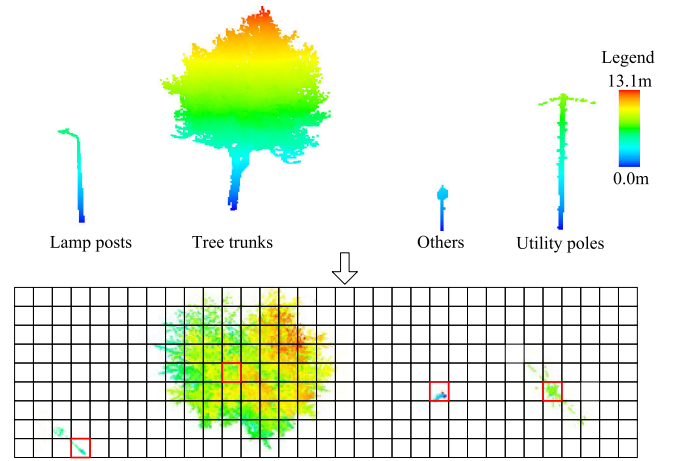 Legend
13.1m
0.0m
Lamp posts
Tree trunks
Others
Utility poles